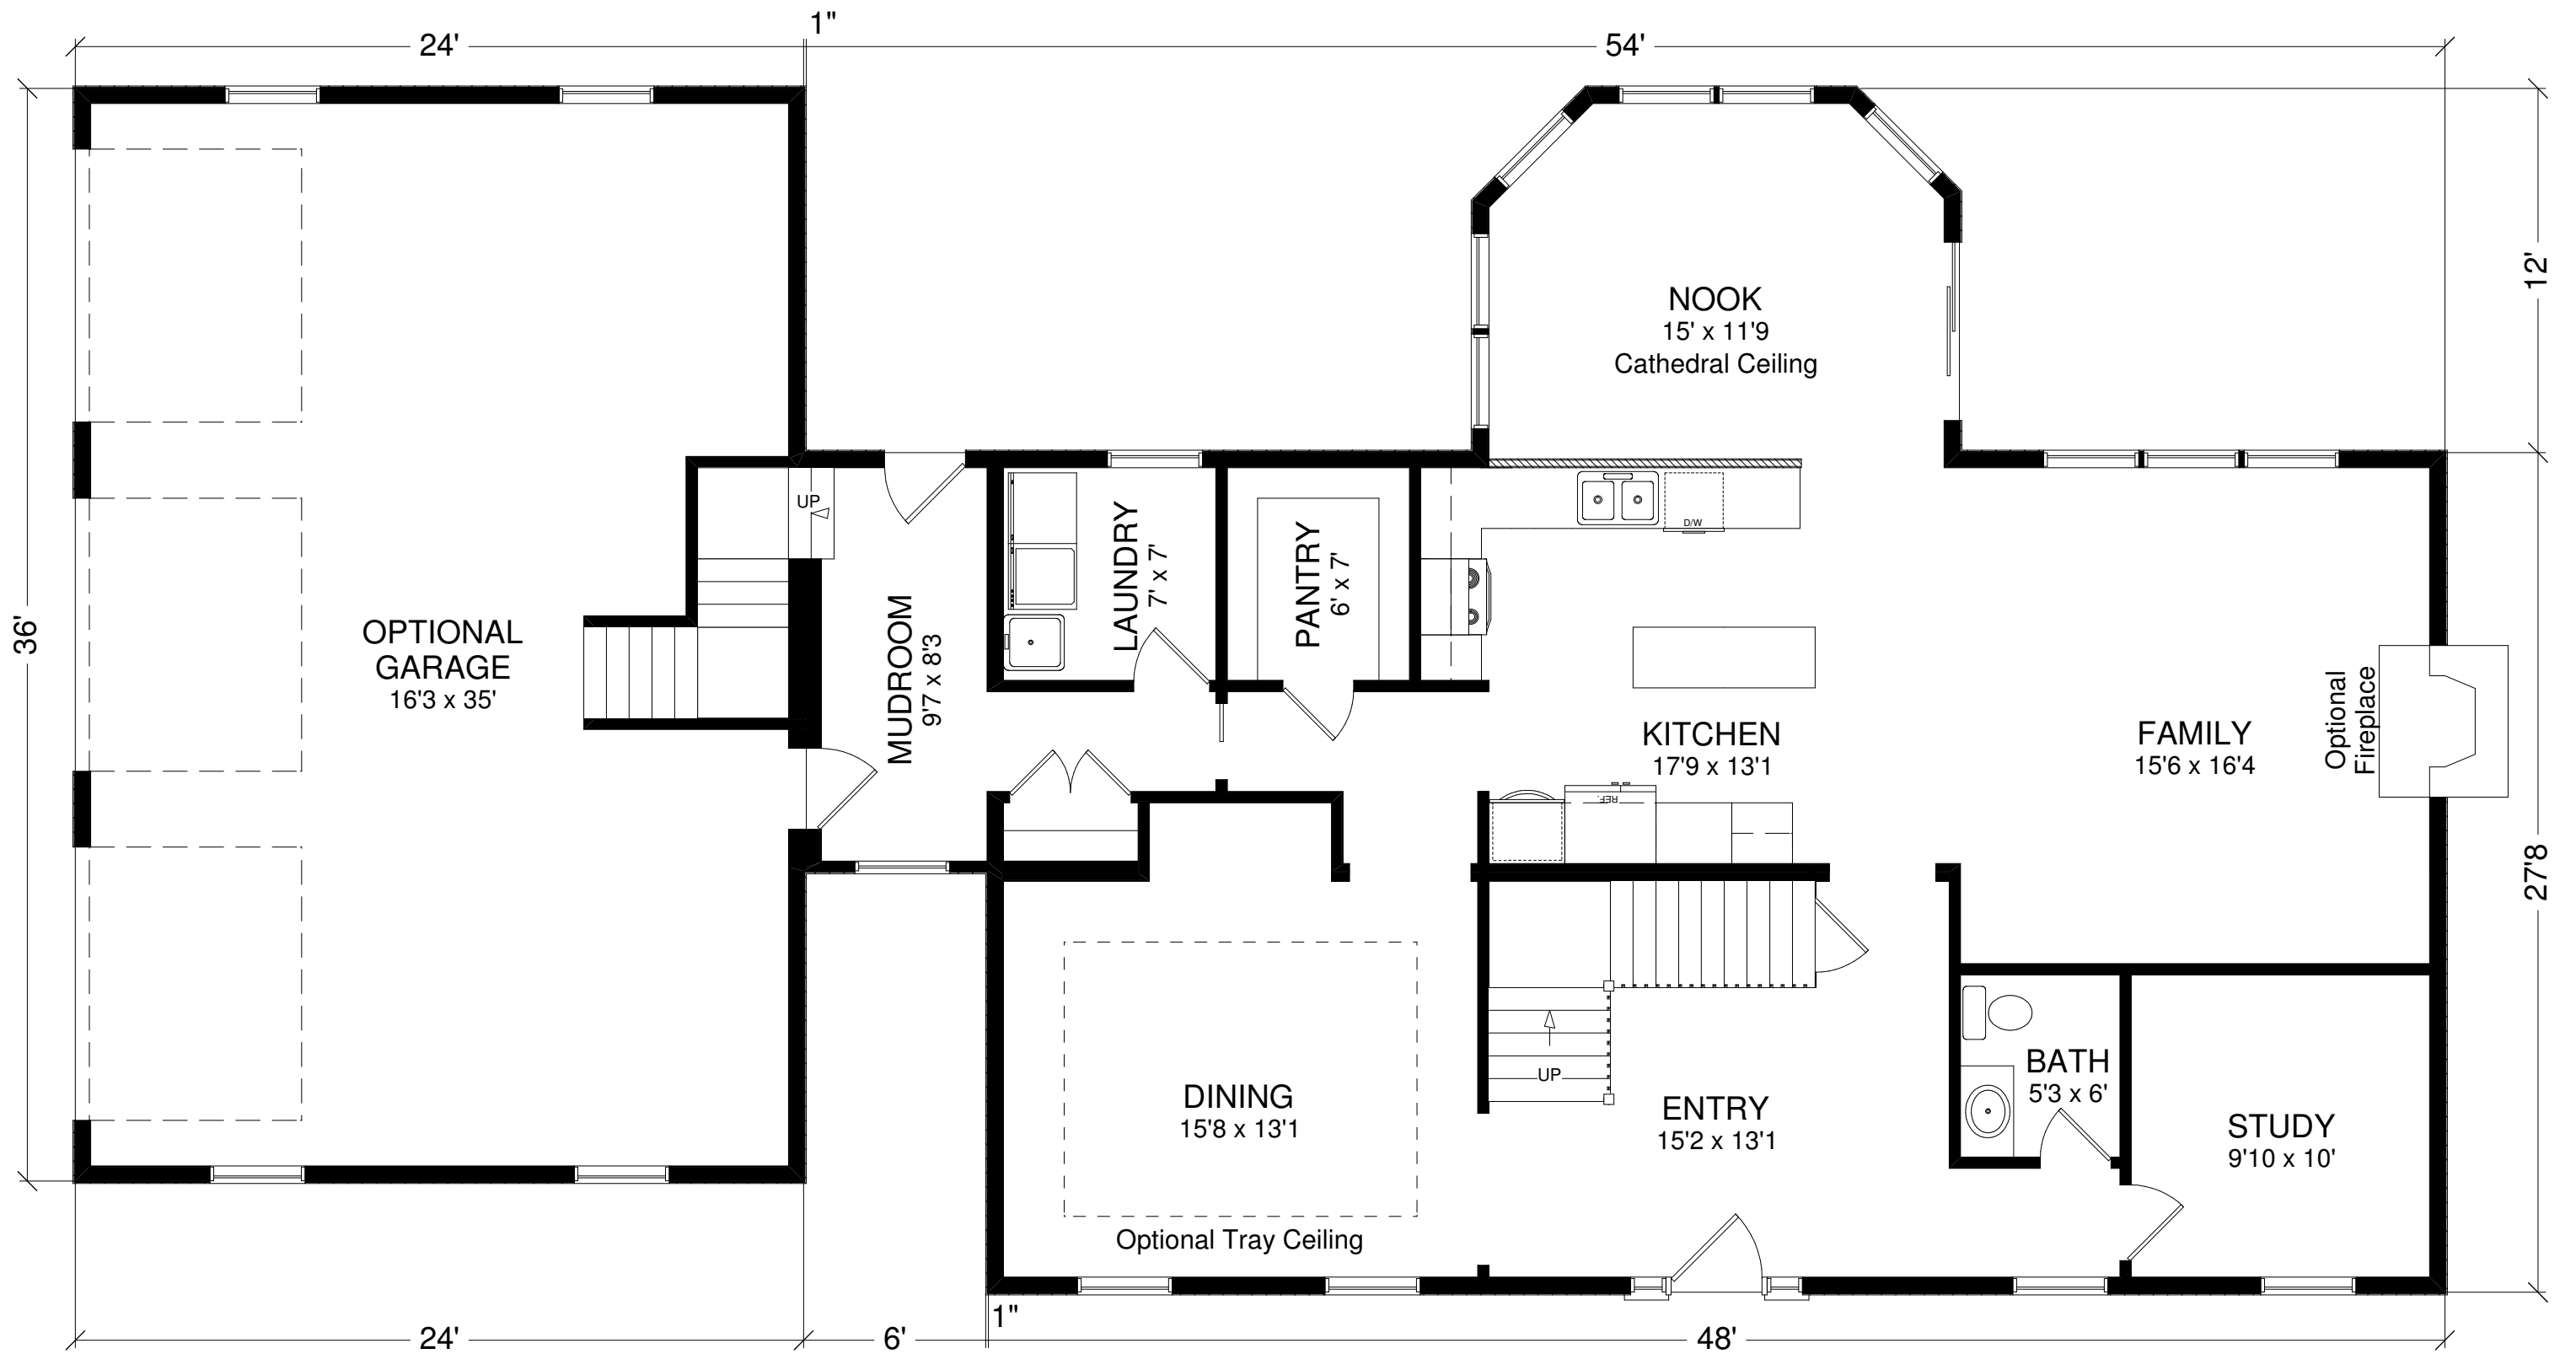 1"
24'
54'
12'
NOOK
15' x 11'9
Cathedral Ceiling
UP
D/W
LAUNDRY
7' x 7'
PANTRY
6' x 7'
36'
OPTIONAL
GARAGE
16'3 x 35'
MUDROOM
9'7 x 8'3
KITCHEN
17'9 x 13'1
REF.
FAMILY
15'6 x 16'4
Optional
Fireplace
27'8
DINING
15'8 x 13'1
Optional Tray Ceiling
UP
ENTRY
15'2 x 13'1
BATH
5'3 x 6'
STUDY
9'10 x 10'
1"
24'
6'
48'